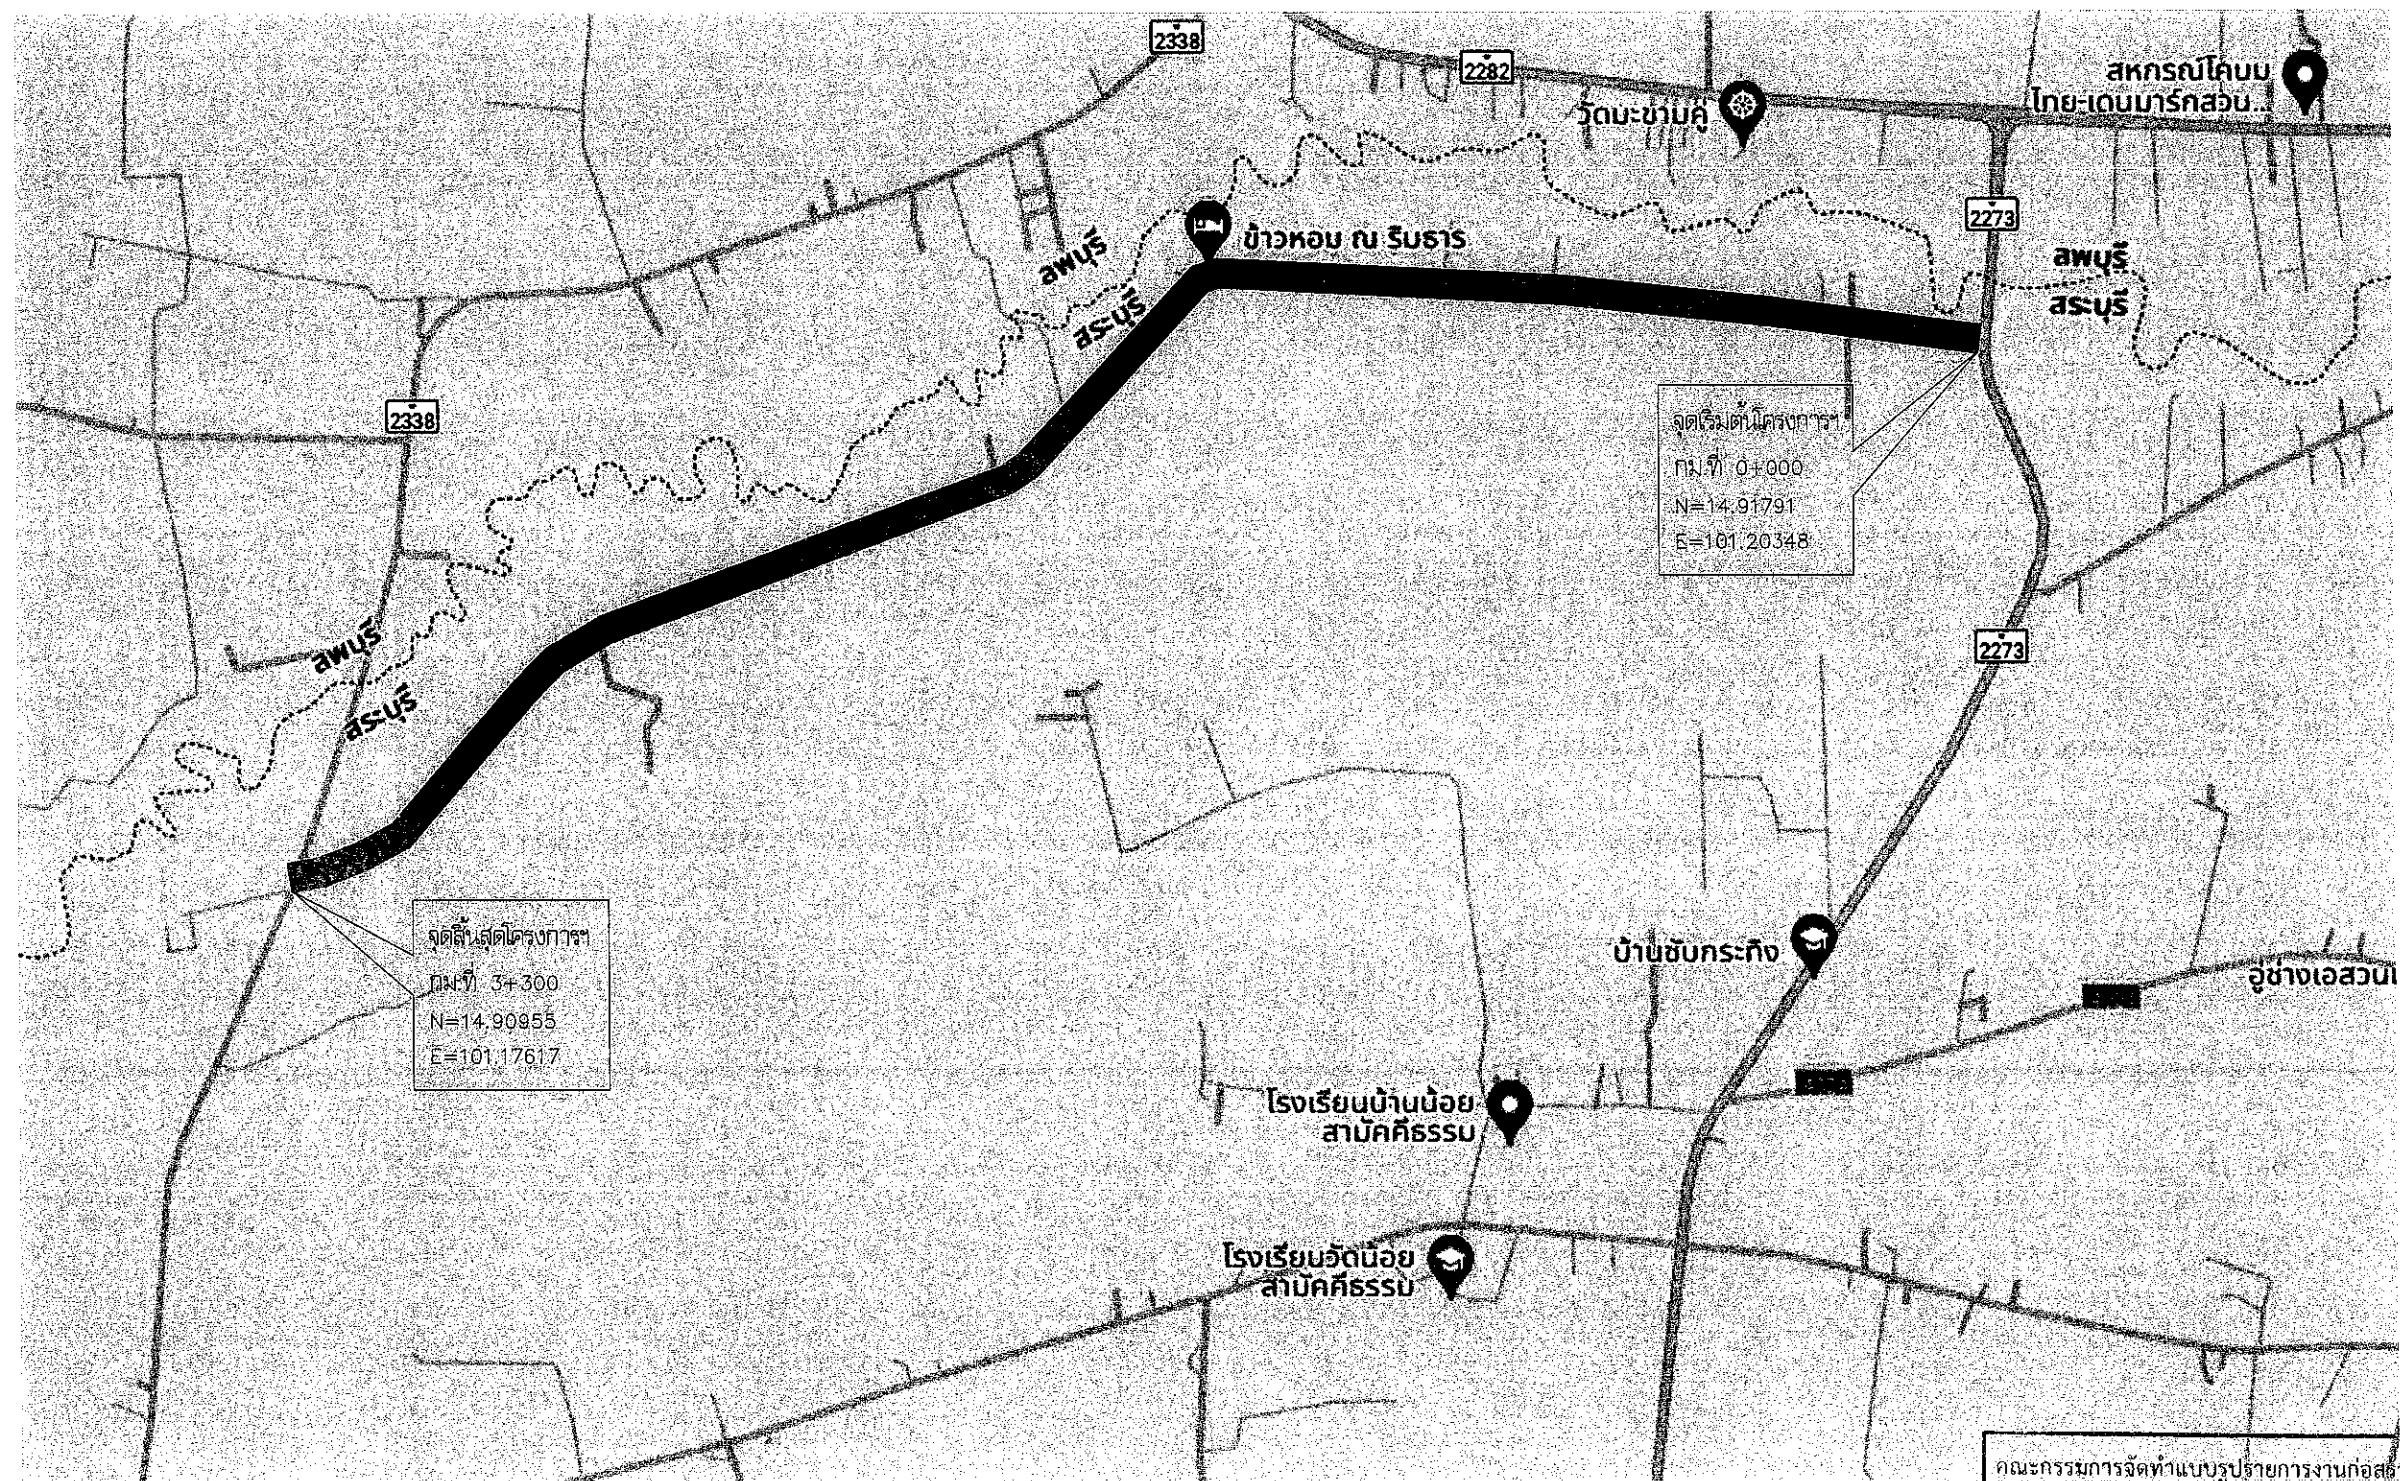 2338
2282
สหกรณ์โคนม
ไทย-เดนมาร์กสวน...
วัดมะขามคู่
2273
ข้าวหอม ณ ริมธาร
ลพบุรี
สระบุรี
ลพบุรี
สระบุรี
2338
จุดเริ่มต้นโครงการฯ
กม.ที่ 0+000
N=14.91791
E=101.20348
2273
ลพบุรี
สระบุรี
จุดสิ้นสุดโครงการฯ
กม.ที่ 3+300
N=14.90955
E=101.17617
บ้านซับกระทิง
อู่ช่างเอสวน
โรงเรียนบ้านน้อย
สามัคคีธรรม
โรงเรียนวัดน้อย
สามัคคีธรรม
คณะกรรมการจัดทำแบบรูปรายการงานก่อส